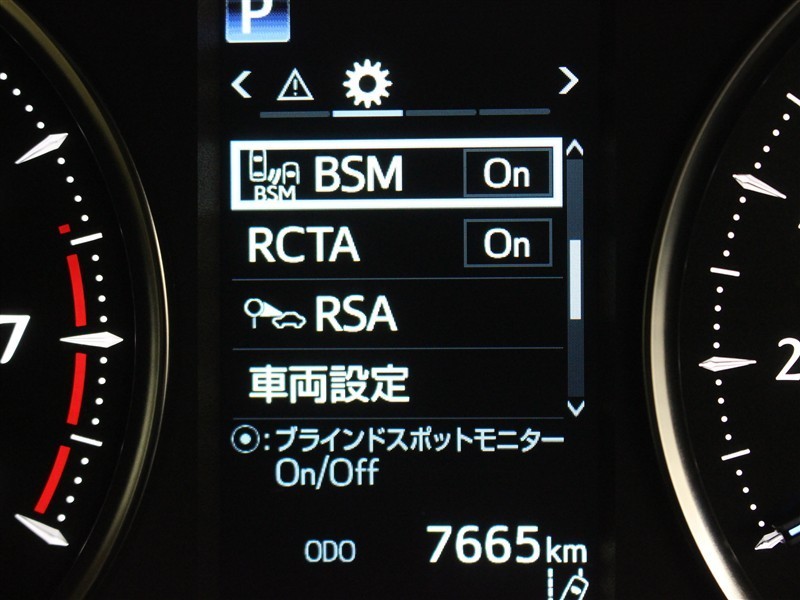 P
BSM BSM On
RCTA On
RSA
車両設定
:ブラインドスポットモニター
On/Off
ODO 7665km
7
2